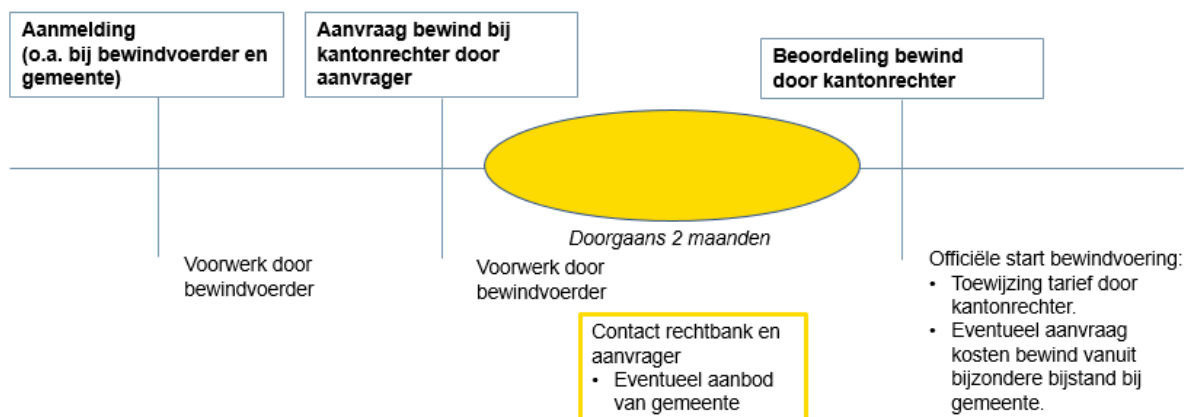 Aanmelding
(o.a. bij bewindvoerder en
gemeente)
Aanvraag bewind bij
kantonrechter door
aanvrager
Beoordeling bewind
door kantonrechter
Doorgaans 2 maanden
Voorwerk door
bewindvoerder
Voorwerk door
bewindvoerder
Contact rechtbank en
aanvrager
• Eventueel aanbod
van gemeente
Officiële start bewindvoering:
• Toewijzing tarief door
kantonrechter.
• Eventueel aanvraag
kosten bewind vanuit
bijzondere bijstand bij
gemeente.